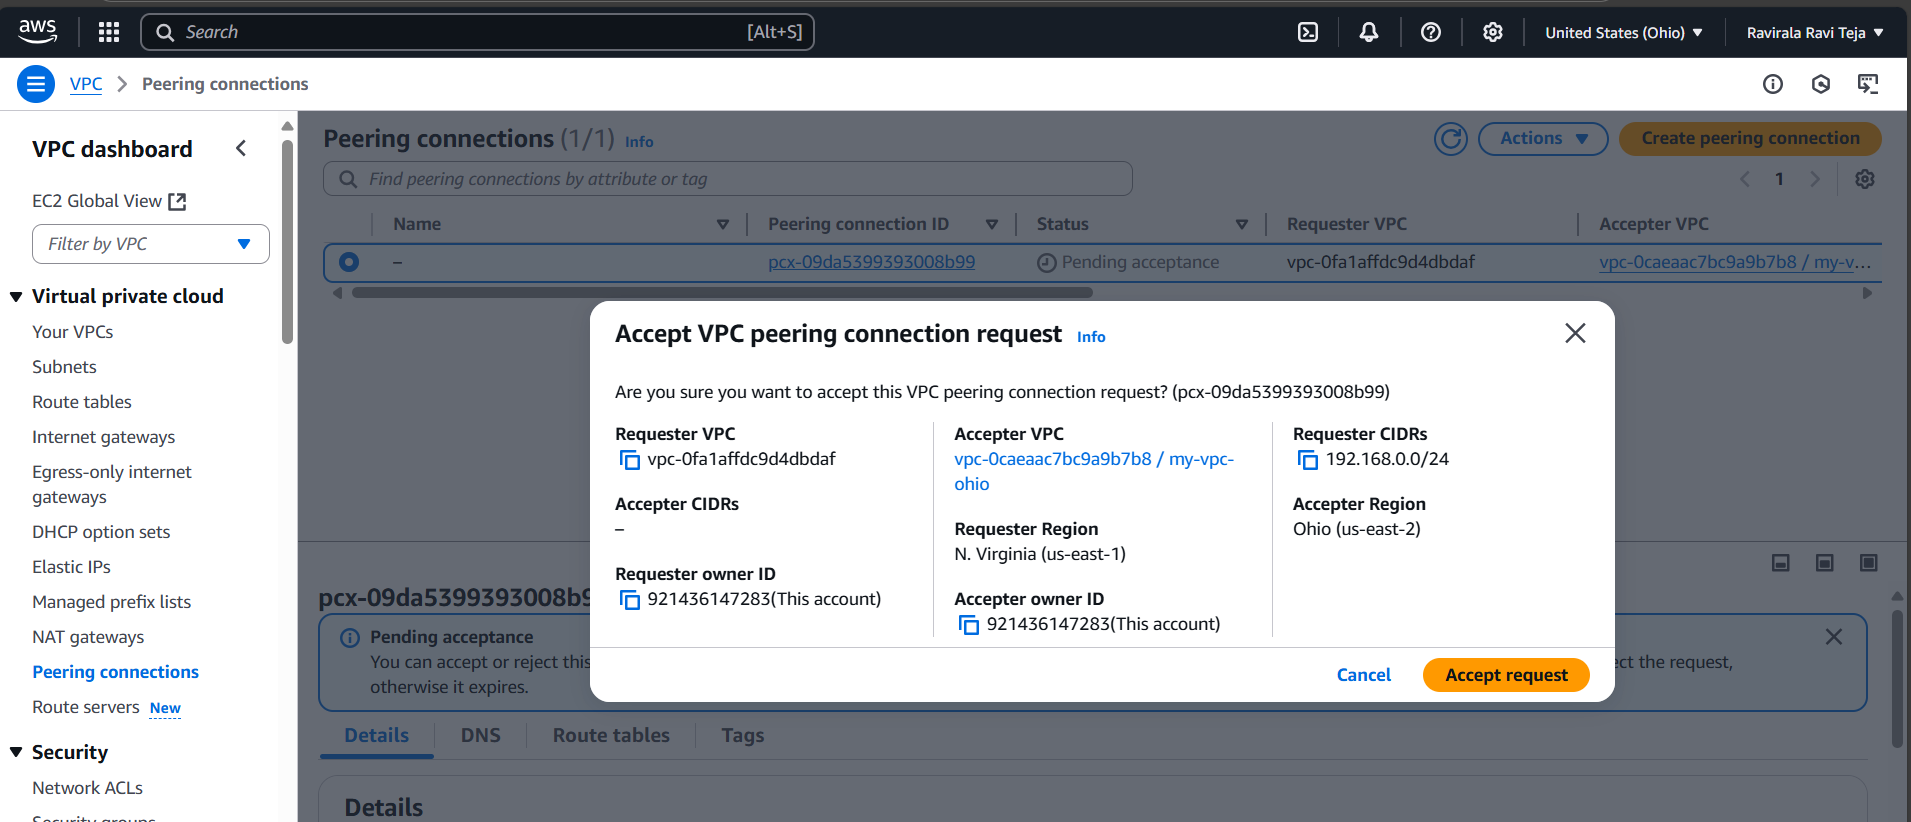 aws
Search
[Alt+S]
United States (Ohio)
Ravirala Ravi Teja
VPC
Peering connections
VPC dashboard
EC2 Global View
Filter by VPC
Virtual private cloud
Your VPCs
Subnets
Route tables
Internet gateways
Egress-only internet
gateways
DHCP option sets
Elastic IPs
Managed prefix lists
NAT gateways
Peering connections
Route servers New
Security
Network ACLs
Security groups
Peering connections (1/1) Info
Actions
Create peering connection
Find peering connections by attribute or tag
1
Name
Peering connection ID
Status
Requester VPC
Accepter VPC
–
pcx-09da5399393008b99
Pending acceptance
vpc-0fa1affdc9d4dbdaf
vpc-0caeaac7bc9a9b7b8 / my-v...
Accept VPC peering connection request Info
Are you sure you want to accept this VPC peering connection request? (pcx-09da5399393008b99)
Requester VPC
vpc-0fa1affdc9d4dbdaf
Accepter CIDRs
–
Requester owner ID
921436147283(This account)
Accepter VPC
vpc-0caeaac7bc9a9b7b8 / my-vpc-
ohio
Requester Region
N. Virginia (us-east-1)
Accepter owner ID
921436147283(This account)
Requester CIDRs
192.168.0.0/24
Accepter Region
Ohio (us-east-2)
Cancel
Accept request
pcx-09da5399393008b9
Pending acceptance
You can accept or reject this
ect the request,
otherwise it expires.
Details
DNS
Route tables
Tags
Details